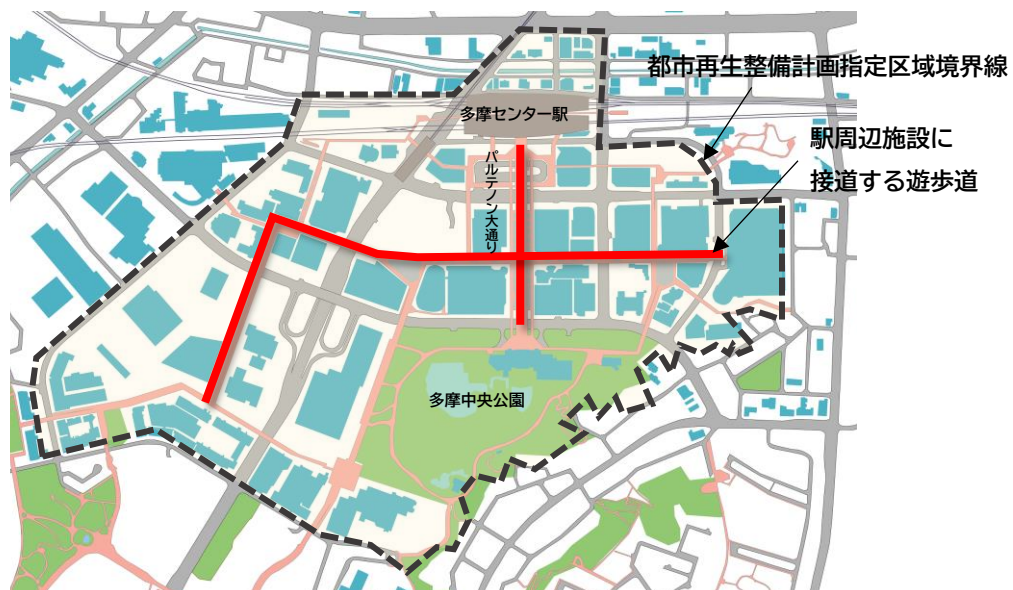 都市再生整備計画指定区域境界線
多摩センター駅
駅周辺施設に
接道する遊歩道
パルテノン大通り
多摩中央公園